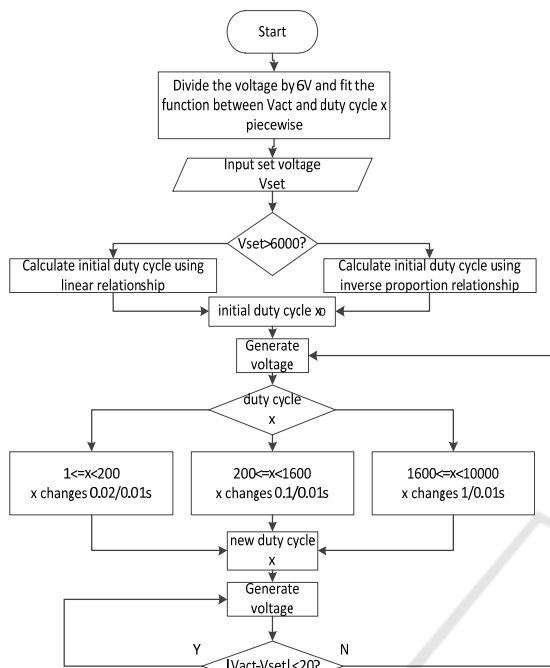 Start
Divide the voltage by 6V and fit the
function between Vact and duty cycle x
piecewise
Input set voltage
Vset
Vset>6000?
Calculate initial duty cycle using
linear relationship
Calculate initial duty cycle using
inverse proportion relationship
initial duty cycle x0
Generate
voltage
duty cycle
x
1<=x<200
x changes 0.02/0.01s
200<=x<1600
x changes 0.1/0.01s
1600<=x<10000
x changes 1/0.01s
new duty cycle
x
Generate
voltage
Y
N
|Vact-Vset|<20?